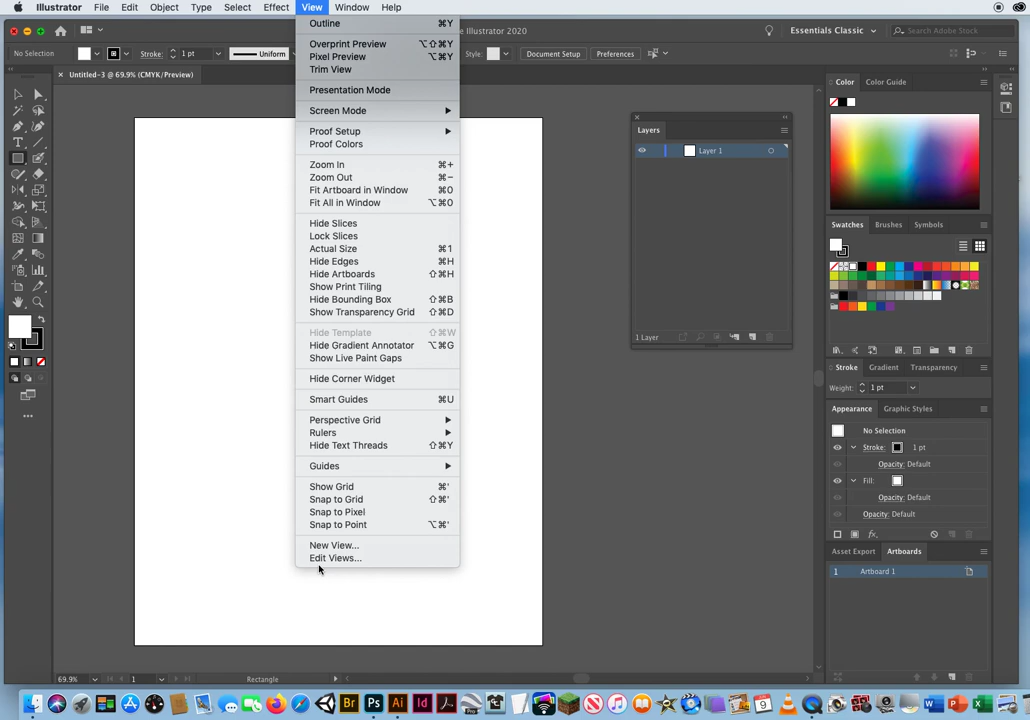 Illustrator File Edit Object Type Select Effect View Window Help
Illustrator 2020
Essentials Classic
Search Adobe Stock
No Selection Stroke: 1 pt Uniform Style: Document Setup Preferences
× Untitled-3 @ 69.9% (CMYK/Preview)
Outline ⌘Y
Overprint Preview ⌥⇧⌘Y
Pixel Preview ⌥⌘Y
Trim View
Presentation Mode
Screen Mode
Proof Setup
Proof Colors
Zoom In ⌘+
Zoom Out ⌘−
Fit Artboard in Window ⌘0
Fit All in Window ⌥⌘0
Hide Slices
Lock Slices
Actual Size ⌘1
Hide Edges ⌘H
Hide Artboards ⇧⌘H
Show Print Tiling
Hide Bounding Box ⇧⌘B
Show Transparency Grid ⇧⌘D
Hide Template ⇧⌘W
Hide Gradient Annotator ⌥⌘G
Show Live Paint Gaps
Hide Corner Widget
Smart Guides ⌘U
Perspective Grid
Rulers
Hide Text Threads ⇧⌘Y
Guides
Show Grid ⌘'
Snap to Grid ⇧⌘'
Snap to Pixel
Snap to Point ⌥⌘'
New View...
Edit Views...
Layers
Layer 1
1 Layer
Color Color Guide
Swatches Brushes Symbols
Stroke Gradient Transparency
Weight: 1 pt
Appearance Graphic Styles
No Selection
Stroke: 1 pt
Opacity: Default
Fill:
Opacity: Default
Opacity: Default
fx
Asset Export Artboards
1 Artboard 1
69.9% 1 Rectangle
Br Ps Ai Id
9
W P X